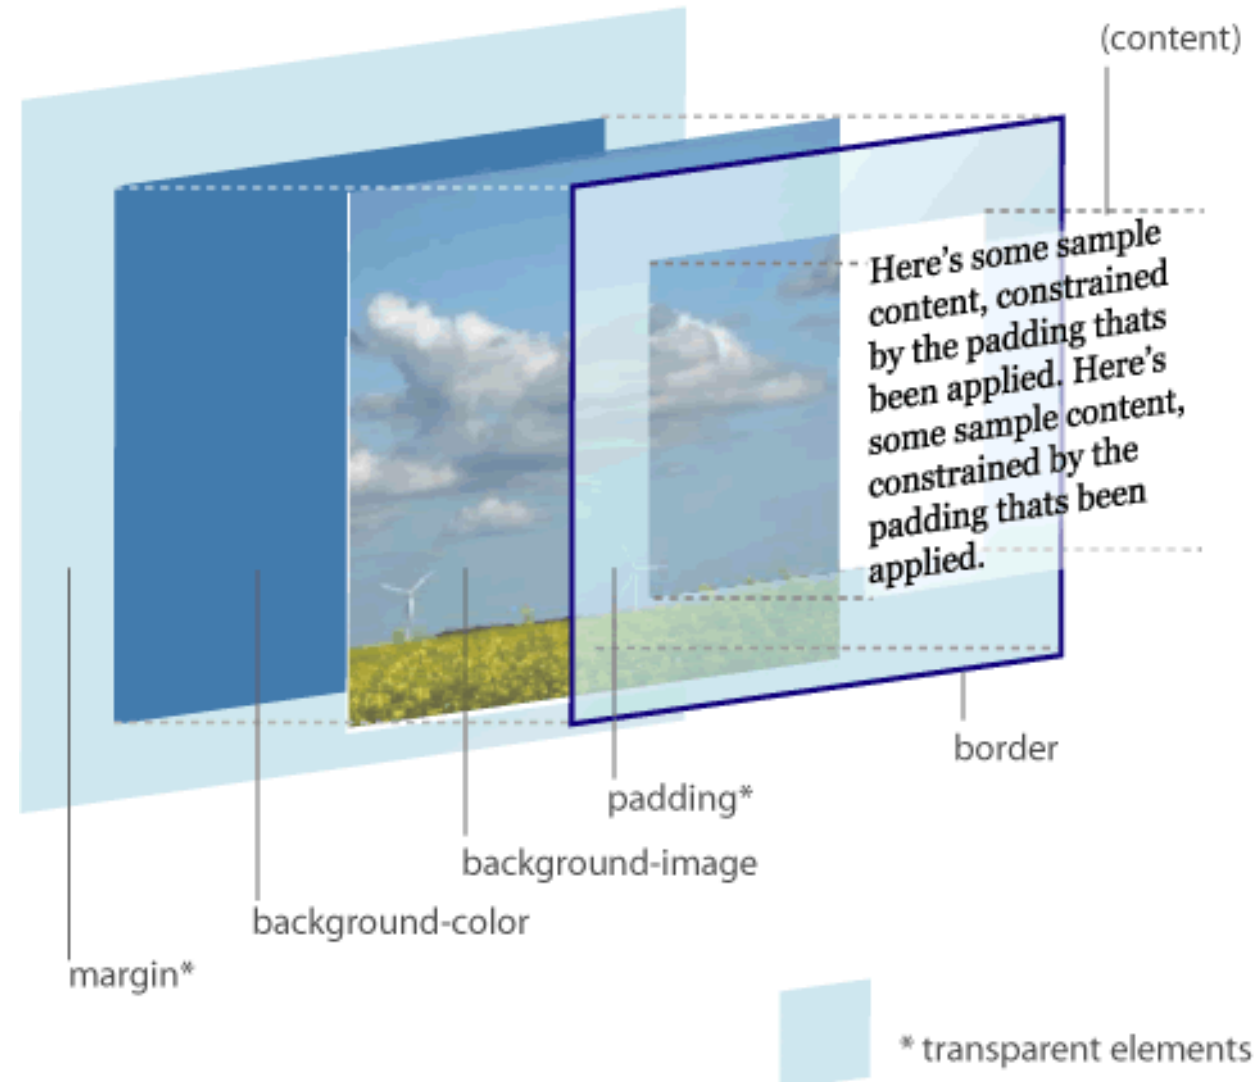 (content)
Here’s some sample
content, constrained
by the padding thats
been applied. Here’s
some sample content,
constrained by the
padding thats been
applied.
border
padding*
background-image
background-color
margin*
* transparent elements